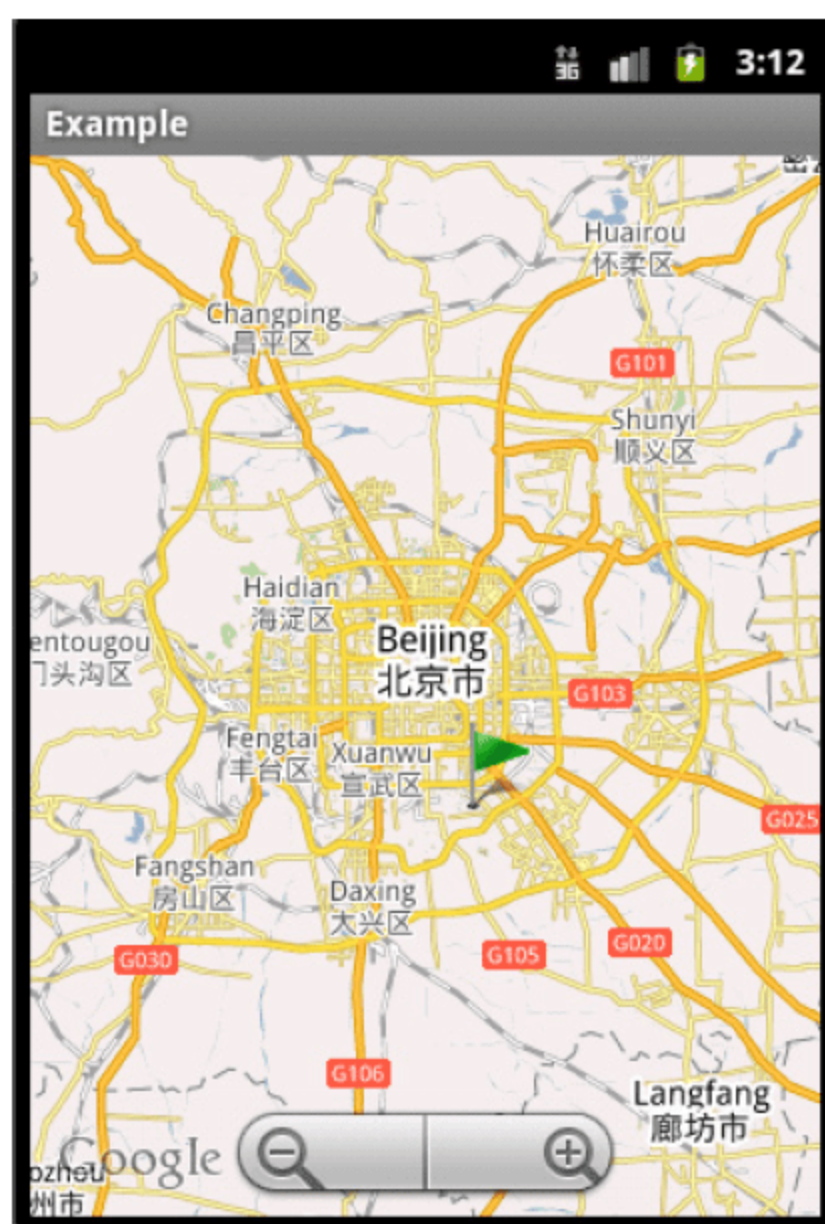 3G 3:12
Example
Huairou
怀柔区
Changping
昌平区
G101
Shunyi
顺义区
Haidian
海淀区
Beijing
北京市
entougou
门头沟区
G103
Fengtai
丰台区
Xuanwu
宣武区
G025
Fangshan
房山区
Daxing
大兴区
G030
G105
G020
G106
Langfang
廊坊市
Google
ozhou
州市